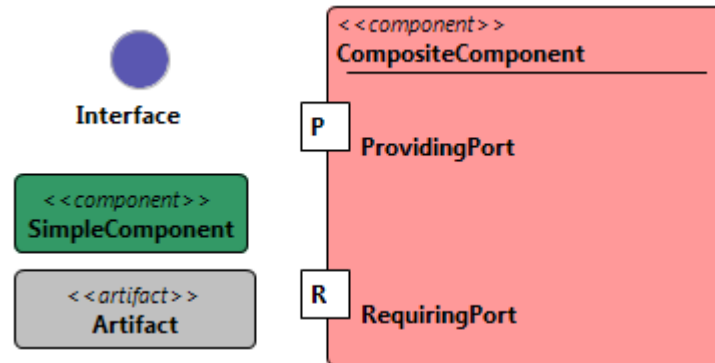 Interface
<<component>>
SimpleComponent
<<artifact>>
Artifact
<<component>>
CompositeComponent
P
ProvidingPort
R
RequiringPort